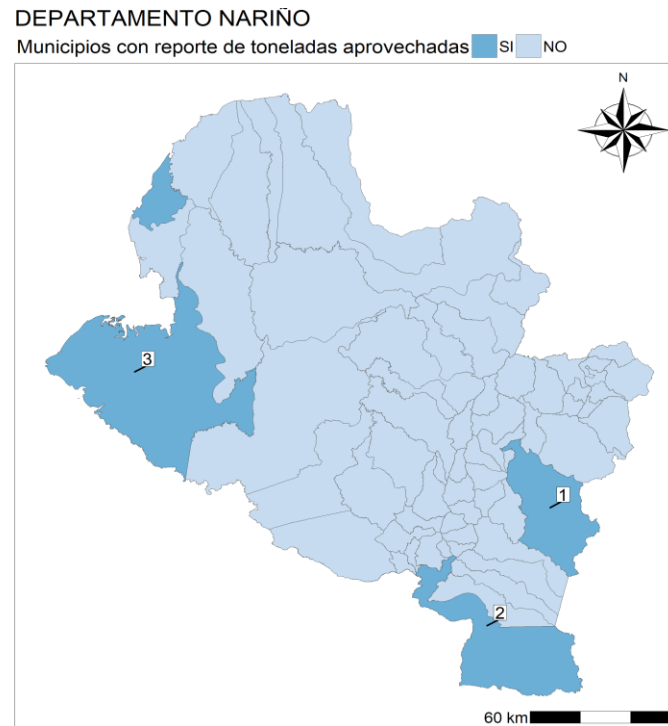 DEPARTAMENTO NARIÑO
Municipios con reporte de toneladas aprovechadas SI NO
N
3
1
2
60 km